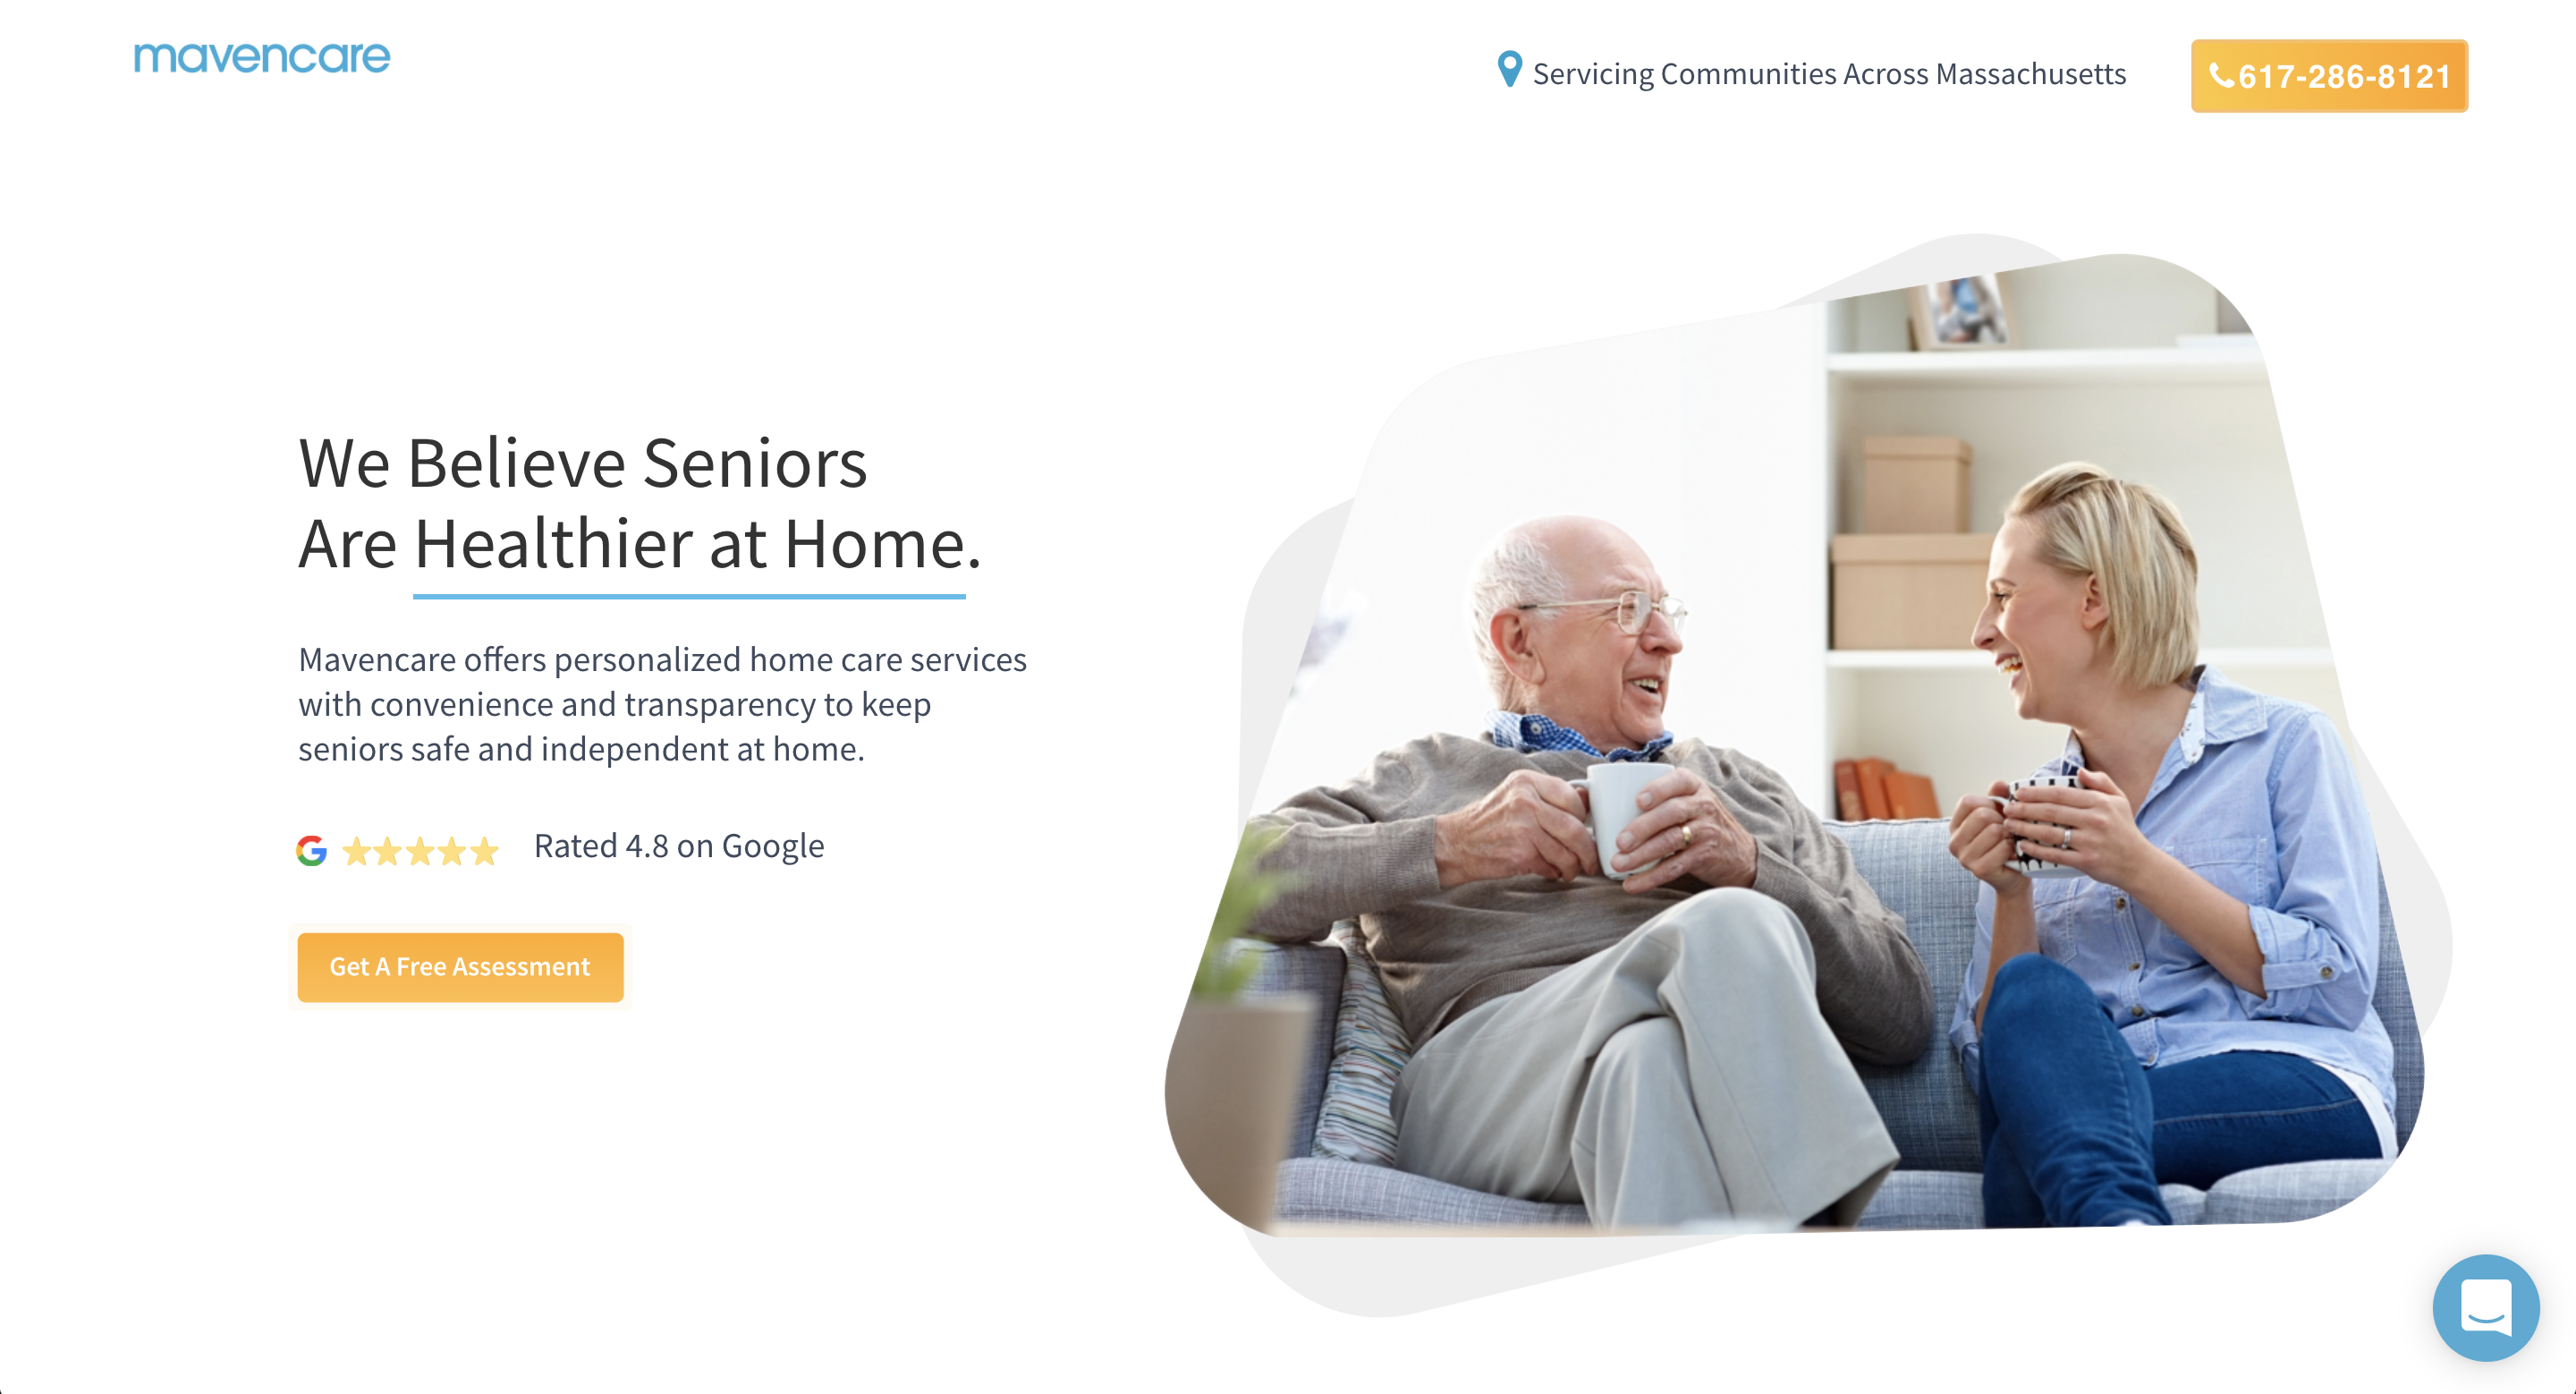 mavencare
Servicing Communities Across Massachusetts
617-286-8121
We Believe Seniors
Are Healthier at Home.
Mavencare offers personalized home care services
with convenience and transparency to keep
seniors safe and independent at home.
Rated 4.8 on Google
Get A Free Assessment